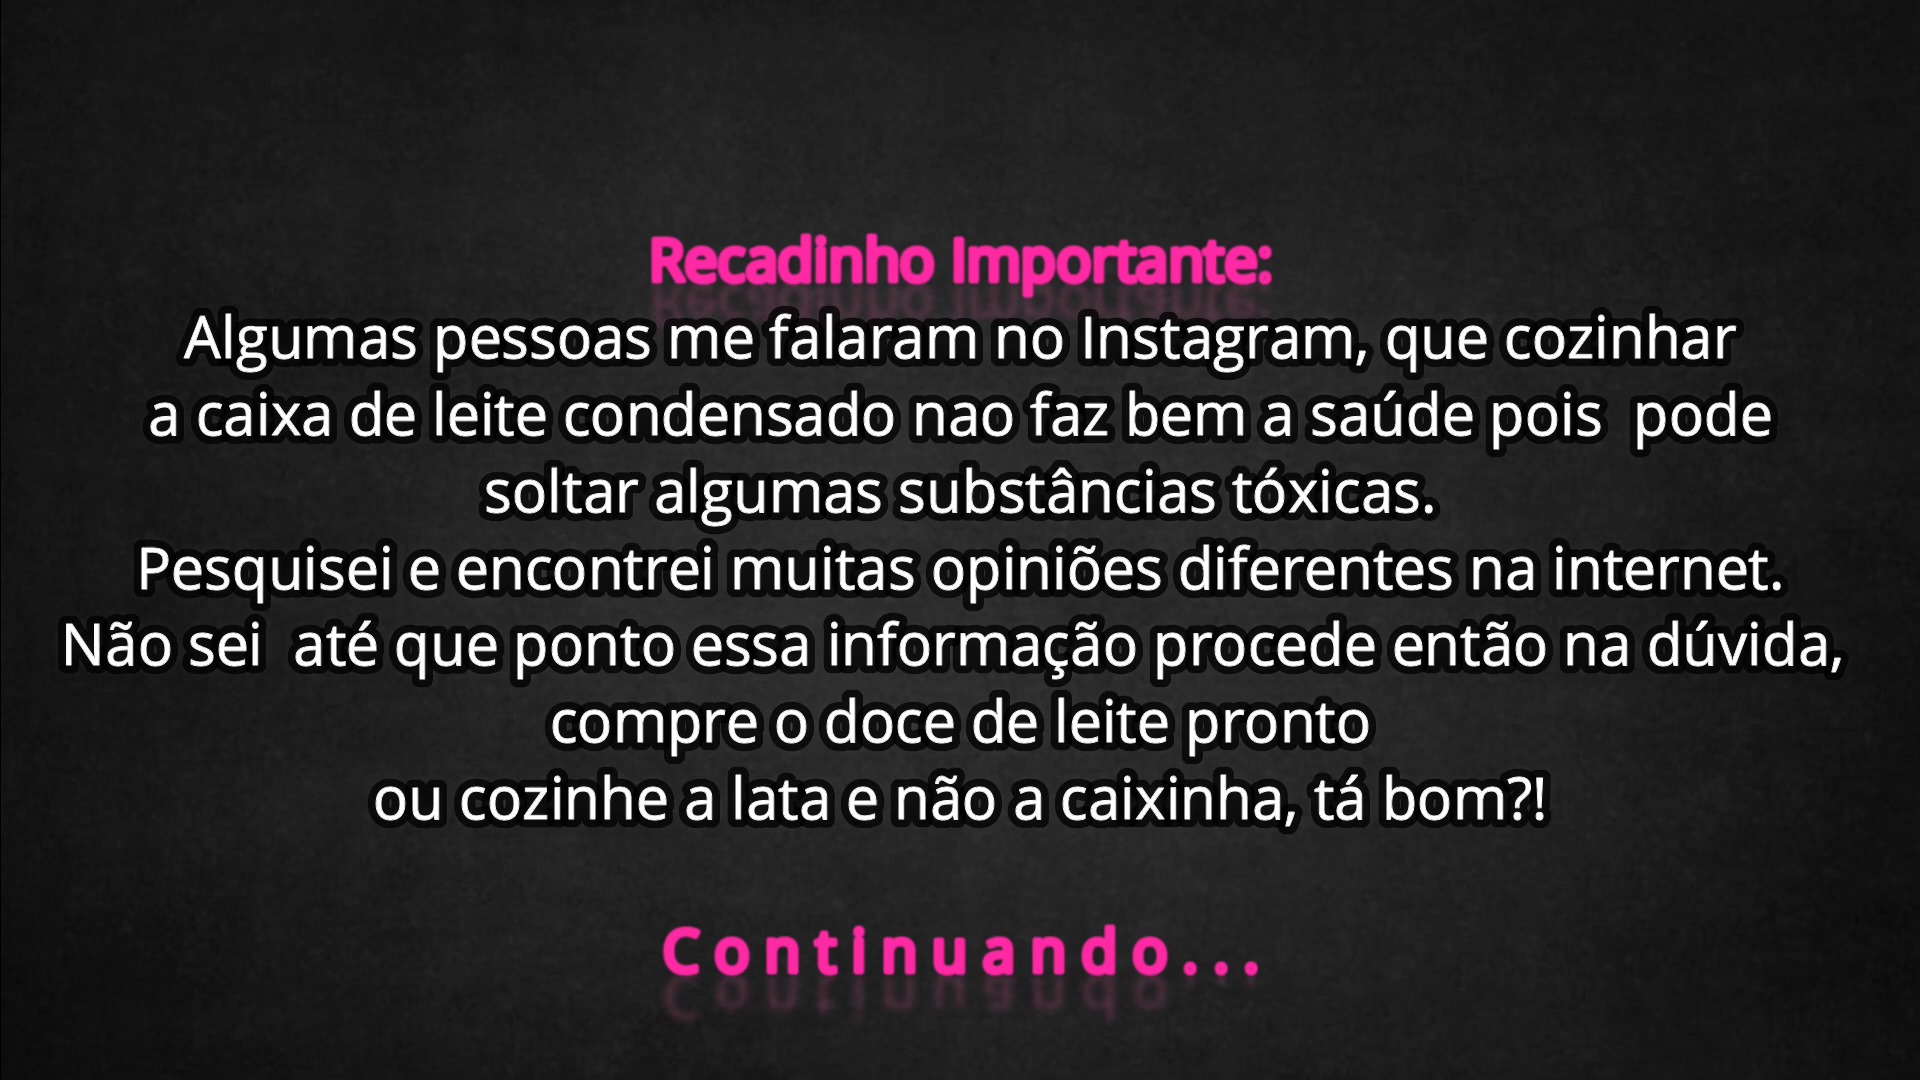 Recadinho Importante:
Algumas pessoas me falaram no Instagram, que cozinhar
a caixa de leite condensado nao faz bem a saúde pois  pode
soltar algumas substâncias tóxicas.
Pesquisei e encontrei muitas opiniões diferentes na internet.
Não sei  até que ponto essa informação procede então na dúvida,
compre o doce de leite pronto
ou cozinhe a lata e não a caixinha, tá bom?!
Continuando...